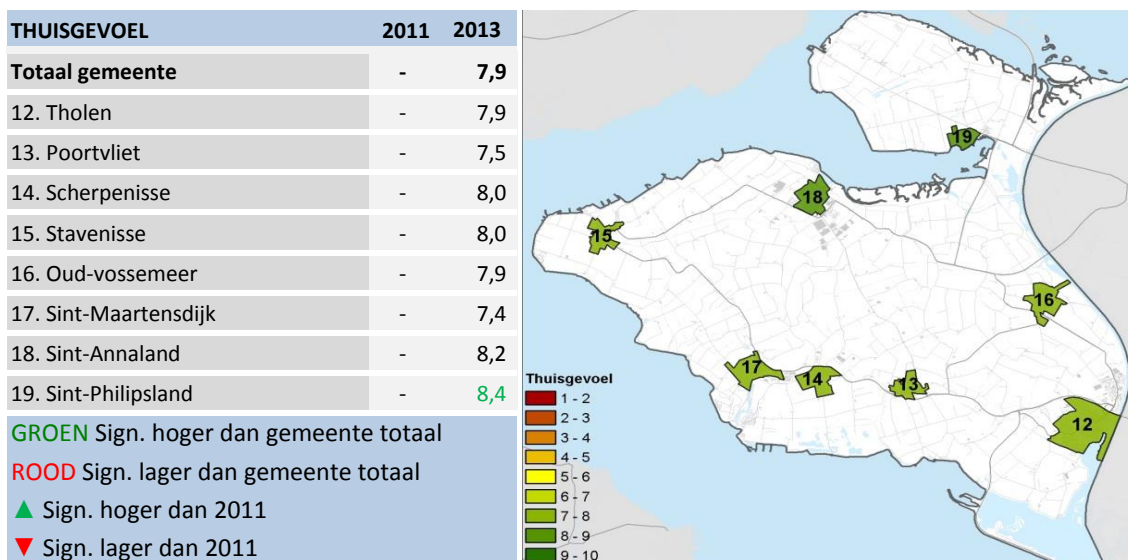 THUISGEVOEL 2011 2013
Totaal gemeente - 7,9
12. Tholen - 7,9
13. Poortvliet - 7,5
14. Scherpenisse - 8,0
15. Stavenisse - 8,0
16. Oud-vossemeer - 7,9
17. Sint-Maartensdijk - 7,4
18. Sint-Annaland - 8,2
19. Sint-Philipsland - 8,4
GROEN Sign. hoger dan gemeente totaal
ROOD Sign. lager dan gemeente totaal
▲ Sign. hoger dan 2011
▼ Sign. lager dan 2011
19
18
15
16
17
14
13
12
Thuisgevoel
1 - 2
2 - 3
3 - 4
4 - 5
5 - 6
6 - 7
7 - 8
8 - 9
9 - 10